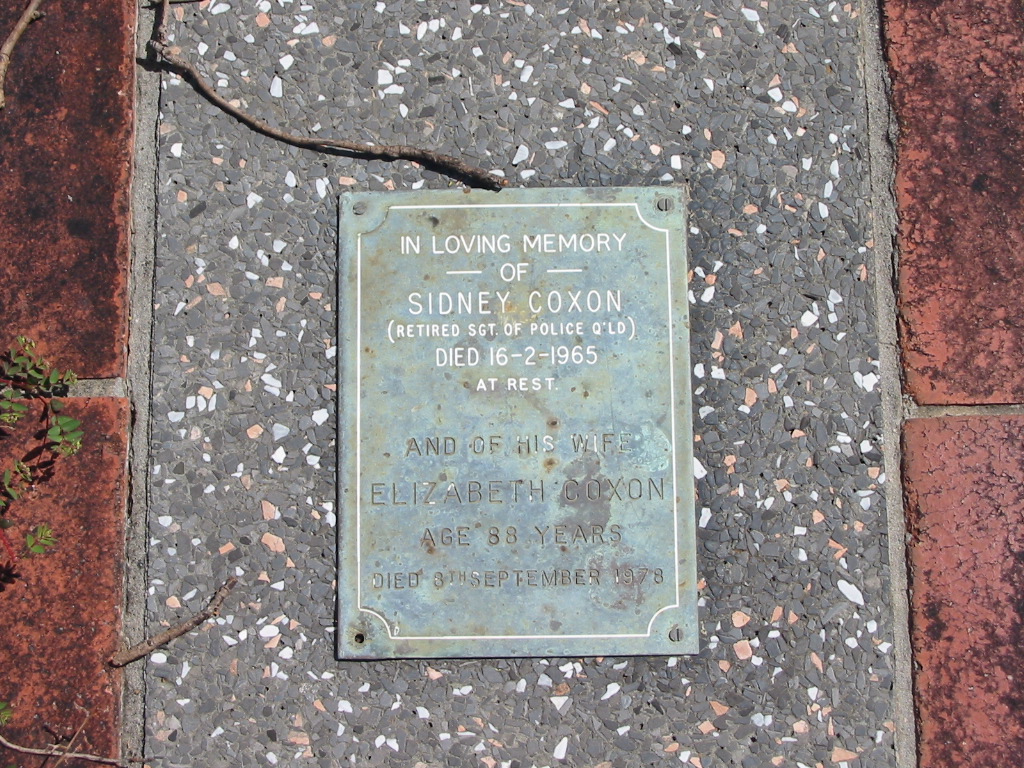 IN LOVING MEMORY
— OF —
SIDNEY COXON
(RETIRED SGT. OF POLICE Q'LD)
DIED 16-2-1965
AT REST.
AND OF HIS WIFE
ELIZABETH COXON
AGE 88 YEARS
DIED 8TH SEPTEMBER 1978